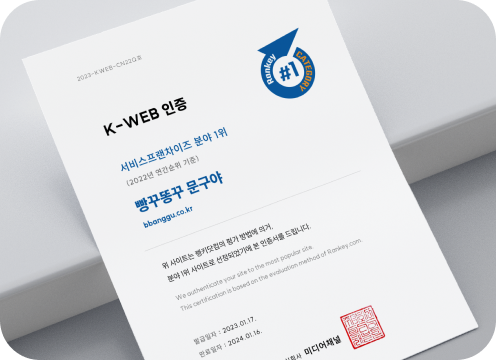 2023-K.WEB-CN22Q호
Rankey
#1
CATEGORY
K-WEB 인증
서비스프랜차이즈 분야 1위
(2022년 연간순위 기준)
빵꾸똥꾸 문구야
bbanggu.co.kr
위 사이트는 랭키닷컴의 평가 방법에 의거,
분야 1위 사이트로 선정되었기에 본 인증서를 드립니다.
We authenticate your site to the most popular site.
This certification is based on the evaluation method of Rankey.com
발급일자 : 2023.01.17.
만료일자 : 2024.01.16.
미디어채널